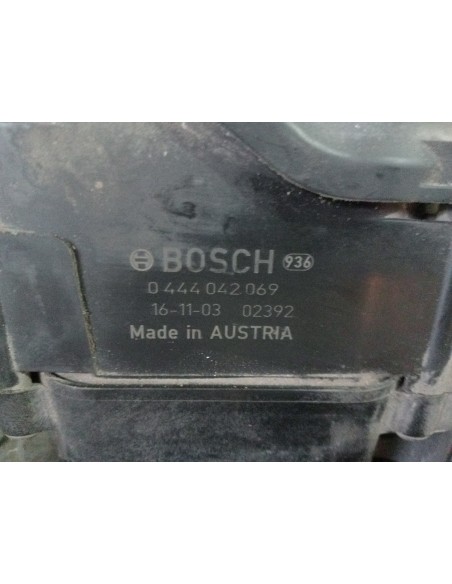 BOSCH 936
0 444 042 069
16-11-03 02392
Made in AUSTRIA